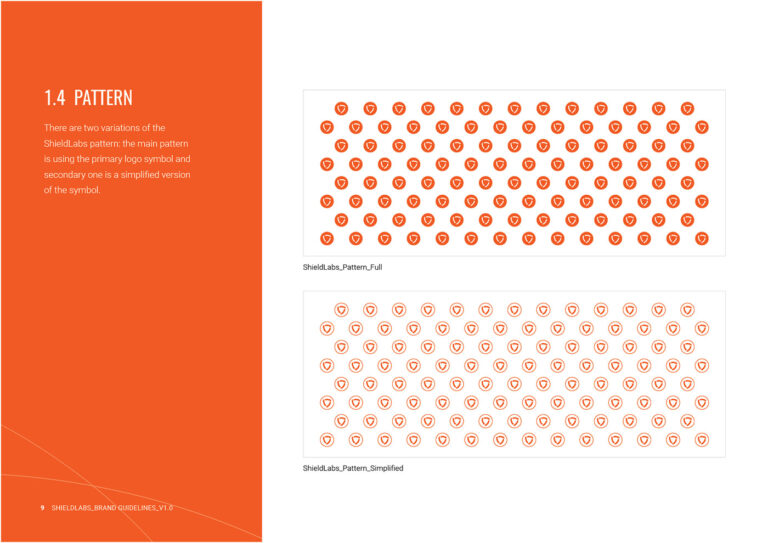 1.4 PATTERN
There are two variations of the
ShieldLabs pattern: the main pattern
is using the primary logo symbol and
secondary one is a simplified version
of the symbol.
ShieldLabs_Pattern_Full
ShieldLabs_Pattern_Simplified
9 SHIELDLABS_BRAND GUIDELINES_V1.0